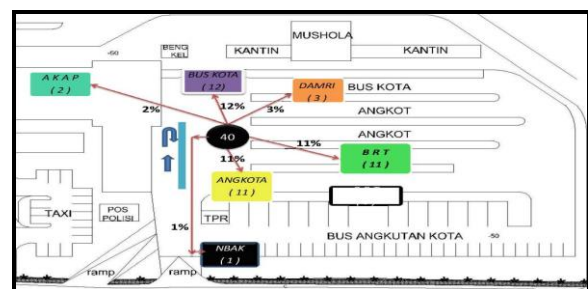 MUSHOLA
-50
BENG
KEL
KANTIN
KANTIN
AKAP
(2)
BUS KOTA
(12)
DAMRI
(3)
BUS KOTA
2%
12%
3%
ANGKOT
40
ANGKOT
11%
11%
BRT
(11)
ANGKOTA
(11)
TAXI
POS
POLISI
TPR
1%
BUS ANGKUTAN KOTA
-50
NBAK
(1)
ramp
ramp